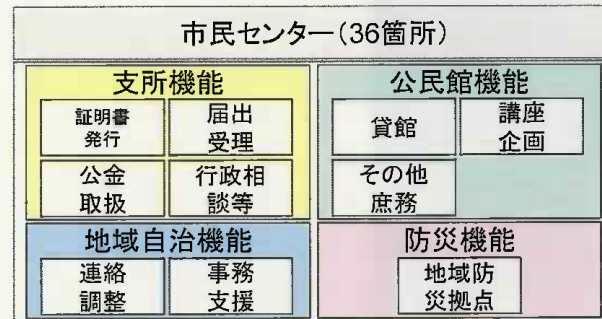 市民センター(36箇所)
支所機能
証明書
発行
届出
受理
公金
取扱
行政相
談等
公民館機能
貸館
講座
企画
その他
庶務
地域自治機能
連絡
調整
事務
支援
防災機能
地域防
災拠点